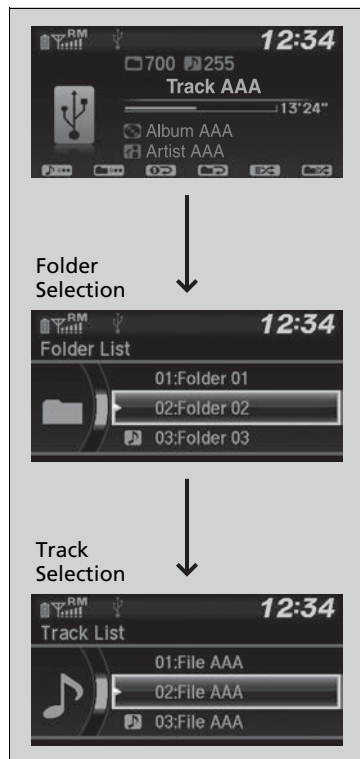 RM 12:34
700 255
Track AAA
13'24"
Album AAA
Artist AAA
Folder
Selection
RM 12:34
Folder List
01:Folder 01
02:Folder 02
03:Folder 03
Track
Selection
RM 12:34
Track List
01:File AAA
02:File AAA
03:File AAA